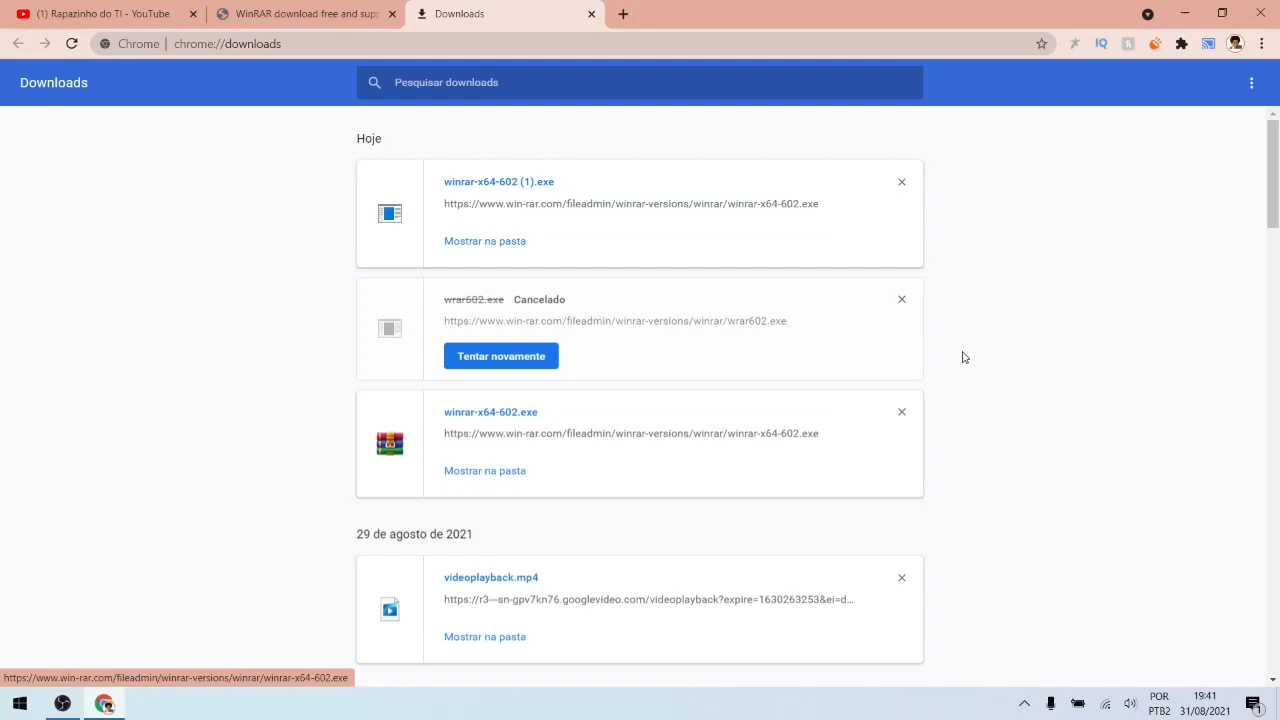 (1) Rapazinho do Ti - YouTube
WinRAR download free and sup
Downloads
Chrome | chrome://downloads
Downloads
Pesquisar downloads
Hoje
winrar-x64-602 (1).exe
https://www.win-rar.com/fileadmin/winrar-versions/winrar/winrar-x64-602.exe
Mostrar na pasta
wrar602.exe Cancelado
https://www.win-rar.com/fileadmin/winrar-versions/winrar/wrar602.exe
Tentar novamente
winrar-x64-602.exe
https://www.win-rar.com/fileadmin/winrar-versions/winrar/winrar-x64-602.exe
Mostrar na pasta
29 de agosto de 2021
videoplayback.mp4
https://r3---sn-gpv7kn76.googlevideo.com/videoplayback?expire=1630263253&ei=d...
Mostrar na pasta
https://www.win-rar.com/fileadmin/winrar-versions/winrar/winrar-x64-602.exe
POR
PTB2
19:41
31/08/2021
1